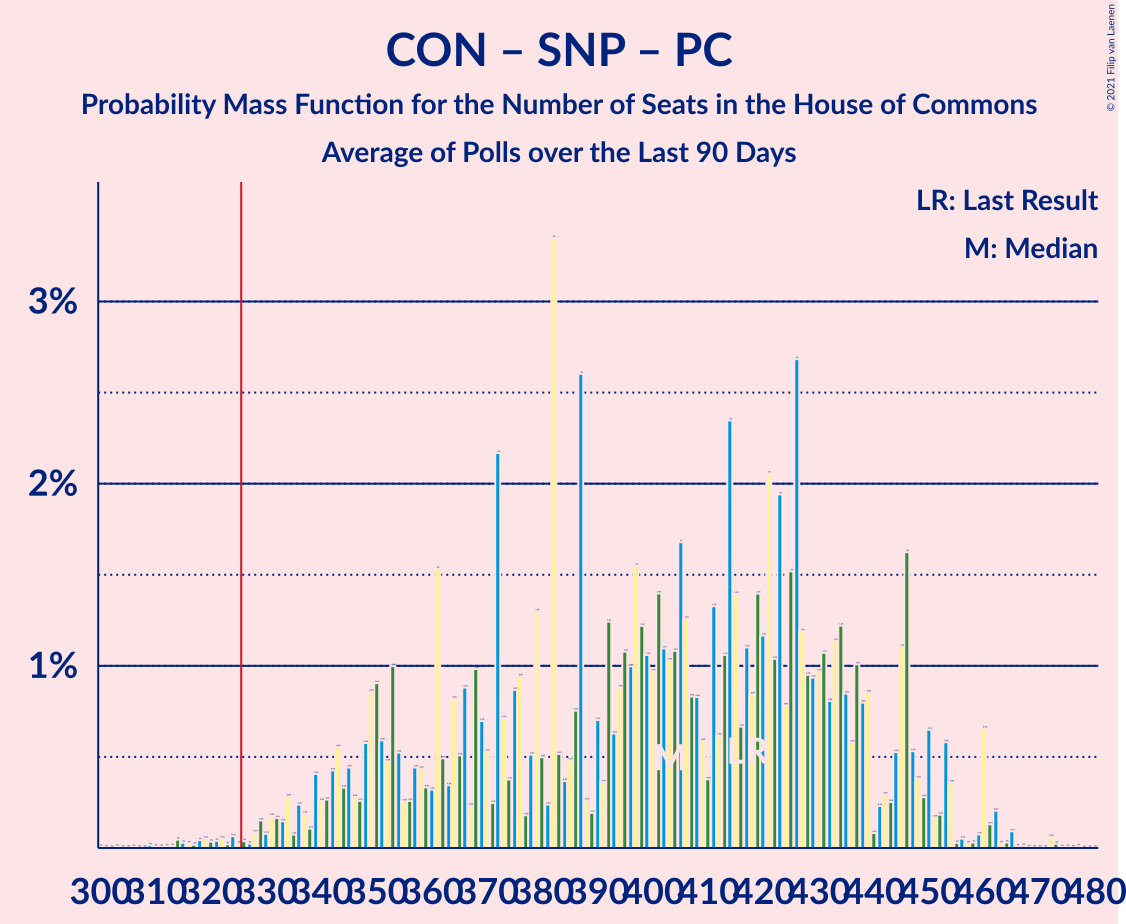 CON – SNP – PC
Probability Mass Function for the Number of Seats in the House of Commons
Average of Polls over the Last 90 Days
© 2021 Filip van Laenen
LR: Last Result
M: Median
3%
2%
1%
M LR
300 310 320 330 340 350 360 370 380 390 400 410 420 430 440 450 460 470 480